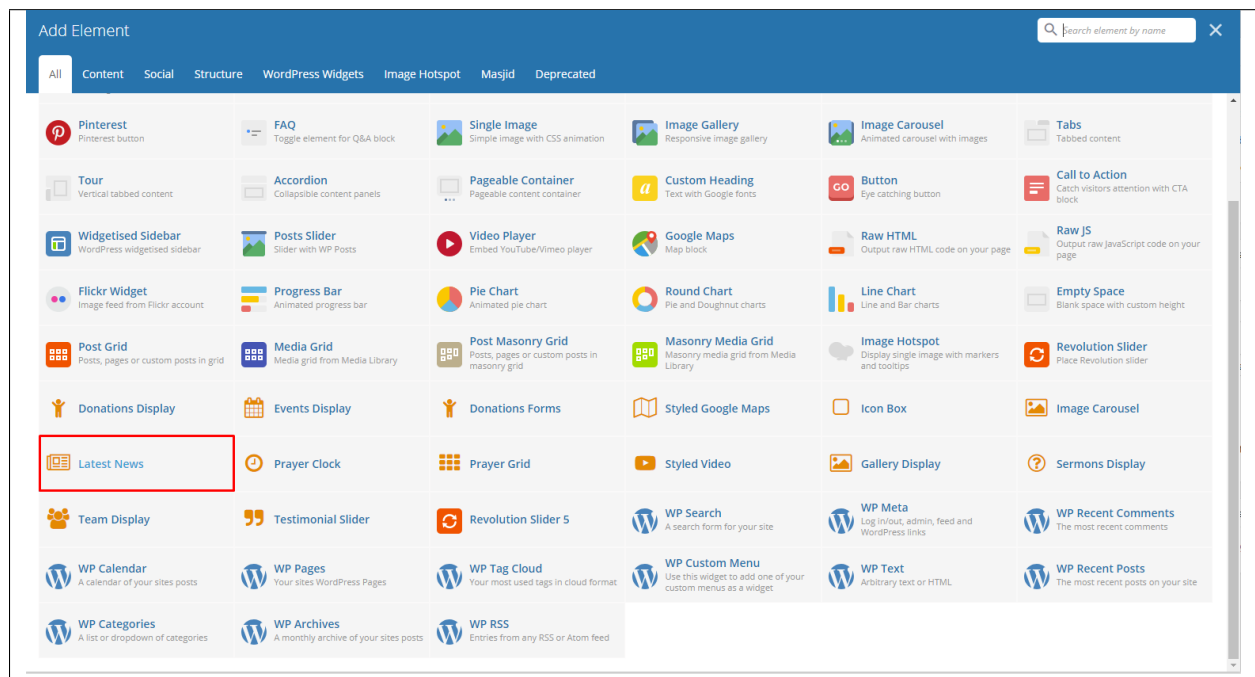 Add Element
Search element by name
All Content Social Structure WordPress Widgets Image Hotspot Masjid Deprecated
Pinterest
Pinterest button
FAQ
Toggle element for Q&A block
Single Image
Simple image with CSS animation
Image Gallery
Responsive image gallery
Image Carousel
Animated carousel with images
Tabs
Tabbed content
Tour
Vertical tabbed content
Accordion
Collapsible content panels
Pageable Container
Pageable content container
a
Custom Heading
Text with Google fonts
GO
Button
Eye catching button
Call to Action
Catch visitors attention with CTA
block
Widgetised Sidebar
WordPress widgetised sidebar
Posts Slider
Slider with WP Posts
Video Player
Embed YouTube/Vimeo player
Google Maps
Map block
Raw HTML
Output raw HTML code on your page
Raw JS
Output raw JavaScript code on your
page
Flickr Widget
Image feed from Flickr account
Progress Bar
Animated progress bar
Pie Chart
Animated pie chart
Round Chart
Pie and Doughnut charts
Line Chart
Line and Bar charts
Empty Space
Blank space with custom height
Post Grid
Posts, pages or custom posts in grid
Media Grid
Media grid from Media Library
Post Masonry Grid
Posts, pages or custom posts in
masonry grid
Masonry Media Grid
Masonry media grid from Media
Library
Image Hotspot
Display single image with markers
and tooltips
Revolution Slider
Place Revolution slider
Donations Display
Events Display
Donations Forms
Styled Google Maps
Icon Box
Image Carousel
Latest News
Prayer Clock
Prayer Grid
Styled Video
Gallery Display
Sermons Display
Team Display
Testimonial Slider
Revolution Slider 5
WP Search
A search form for your site
WP Meta
Log in/out, admin, feed and
WordPress links
WP Recent Comments
The most recent comments
WP Calendar
A calendar of your sites posts
WP Pages
Your sites WordPress Pages
WP Tag Cloud
Your most used tags in cloud format
WP Custom Menu
Use this widget to add one of your
custom menus as a widget
WP Text
Arbitrary text or HTML
WP Recent Posts
The most recent posts on your site
WP Categories
A list or dropdown of categories
WP Archives
A monthly archive of your sites posts
WP RSS
Entries from any RSS or Atom feed